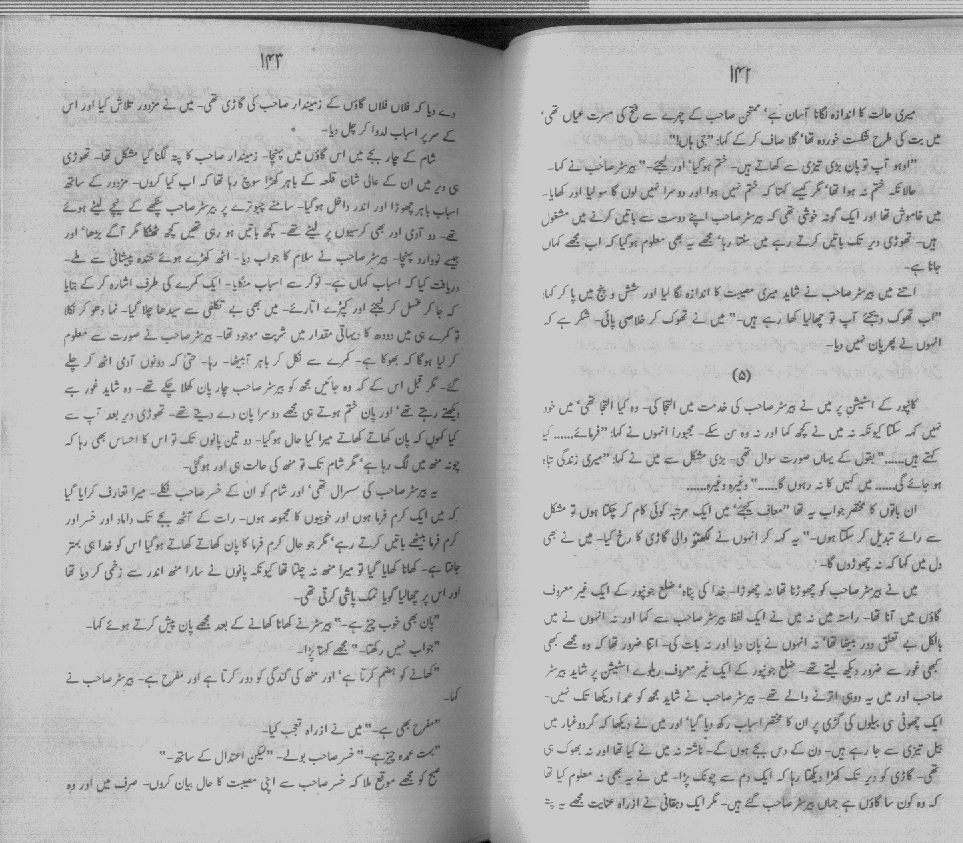 ۱۴۲
میری حالت کا اندازہ لگانا آسان ہے، ممتحن صاحب کے چہرے سے فتح کی مسرت عیاں تھی،
میں بت کی طرح شکست خوردہ تھا، گلا صاف کر کے کہا: "جی ہاں!"
"اوہو آپ تو پان بڑی تیزی سے کھاتے ہیں۔ ختم ہوگیا، اور لیجئے۔" بیرسٹر صاحب نے کہا۔
حالانکہ ختم نہ ہوا تھا، مگر کیسے کہتا کہ ختم نہیں ہوا اور دوسرا نہیں لوں گا سو لیا اور کھایا۔
میں خاموش تھا اور ایک گونہ خوشی تھی کہ بیرسٹر صاحب اپنے دوست سے باتیں کرنے میں مشغول
ہیں۔ تھوڑی دیر تک باتیں کرتے رہے میں سنتا رہا، مجھے یہ بھی معلوم ہوگیا کہ اب مجھے کہاں
جانا ہے۔
اتنے میں بیرسٹر صاحب نے شاید میری مصیبت کا اندازہ لگا لیا اور شش و پنج میں پا کر کہا:
"اب تھوک دیجئے آپ تو چھالیا کھا رہے ہیں۔" میں نے تھوک کر خلاصی پائی۔ شکر ہے کہ
انہوں نے پھر پان نہیں دیا۔
(۵)
کانپور کے اسٹیشن پر میں نے بیرسٹر صاحب کی خدمت میں التجا کی۔ وہ کیا التجا تھی، میں خود
نہیں کہہ سکتا کیونکہ نہ میں نے کچھ کہا اور نہ وہ سن سکے۔ مجبوراً انہوں نے کہا: "فرمائے...... کیا
کہتے ہیں......" بقول کے یہاں صورت سوال تھی۔ بڑی مشکل سے میں نے کہا: "میری زندگی تباہ
ہو جائے گی...... میں کہیں کا نہ رہوں گا......" وغیرہ وغیرہ......
ان باتوں کا مختصر جواب یہ تھا "معاف کیجئے، میں ایک مرتبہ کوئی کام کر چکتا ہوں تو مشکل
سے رائے تبدیل کر سکتا ہوں۔" یہ کہہ کر انہوں نے لکھنؤ والی گاڑی کا رخ کیا۔ میں نے بھی
دل میں کہا کہ نہ چھوڑوں گا۔
میں نے بیرسٹر صاحب کو چھوڑنا تھا نہ چھوڑا۔ خدا کی پناہ، ضلع جونپور کے ایک غیر معروف
گاؤں میں آنا تھا۔ راستہ میں نہ میں نے ایک لفظ بیرسٹر صاحب سے کہا اور نہ انہوں نے میں
بالکل بے تعلق دور بیٹھا تھا، نہ انہوں نے پان دیا اور نہ بات کی۔ اتنا ضرور تھا کہ وہ مجھے کبھی
کبھی غور سے ضرور دیکھ لیتے تھے۔ ضلع جونپور کے ایک غیر معروف ریلوے اسٹیشن پر شاید بیرسٹر
صاحب اور میں یہ دو ہی اترنے والے تھے۔ بیرسٹر صاحب نے شاید مجھ کو عمداً دیکھا تک نہیں۔
ایک چھوٹی سی بیلوں کی گڑی پر ان کا مختصر اسباب رکھ دیا گیا، اور میں نے دیکھا کہ گرد و غبار میں
بیل تیزی سے جا رہے ہیں۔ دن کے دس بجے ہوں گے۔ ناشتہ نہ میں نے کیا تھا اور نہ بھوک ہی
تھی۔ گاڑی کو دیر تک کھڑا دیکھتا رہا کہ ایک دم سے چونک پڑا۔ میں نے یہ بھی نہ معلوم کیا تھا
کہ وہ کون سا گاؤں ہے جہاں بیرسٹر صاحب گئے ہیں۔ مگر ایک دہقانی نے ازراہ عنایت مجھے یہ پتہ
۱۴۳
دے دیا کہ فلاں فلاں گاؤں کے زمیندار صاحب کی گاڑی تھی۔ میں نے مزدور تلاش کیا اور اس
کے سر پر اسباب لدوا کر چل دیا۔
شام کے چار بجے میں اس گاؤں میں پہنچا۔ زمیندار صاحب کا پتہ لگنا کیا مشکل تھا۔ تھوڑی
ہی دیر میں ان کے عالی شان قلعہ کے باہر کھڑا سوچ رہا تھا کہ اب کیا کروں۔ مزدور کے ساتھ
اسباب باہر چھوڑا اور اندر داخل ہوگیا۔ سامنے چبوترے پر بیرسٹر صاحب پنکھے کے نیچے لیٹے ہوئے
تھے۔ دو آدمی اور بھی کرسیوں پر لیٹے تھے۔ کچھ باتیں ہو رہی تھیں کچھ ٹھٹکا مگر آگے بڑھا، اور
جیسے نووارد پہنچا۔ بیرسٹر صاحب نے سلام کا جواب دیا۔ اٹھ کھڑے ہوئے خندہ پیشانی سے ملے۔
دریافت کیا کہ اسباب کہاں ہے۔ نوکر سے اسباب منگایا۔ ایک کمرے کی طرف اشارہ کر کے بتایا
کہ جا کر غسل کر لیجئے اور کپڑے اتاریے۔ میں بھی بے تکلفی سے سیدھا چلا گیا۔ نہا دھو کر نکلا
تو کمرے ہی میں دودھ کا دیہاتی مقدار میں شربت موجود تھا۔ بیرسٹر صاحب نے صورت سے معلوم
کر لیا ہوگا کہ بھوکا ہے۔ کمرے سے نکل کر باہر آ بیٹھا۔ رہا۔ حتیٰ کہ دونوں آدمی اٹھ کر چلے
گئے۔ مگر قبل اس کے کہ وہ جائیں مجھ کو بیرسٹر صاحب چار پان کھلا چکے تھے۔ وہ شاید غور سے
دیکھتے رہتے تھے، اور پان ختم ہوتے ہی مجھے دوسرا پان دے دیتے تھے۔ تھوڑی دیر بعد آپ سے
کیا کہوں کہ پان کھاتے کھاتے میرا کیا حال ہوگیا۔ دو تین پانوں تک تو اس کا احساس بھی رہا کہ
چونہ منھ میں لگ رہا ہے، مگر شام تک تو منھ کی حالت ہی اور ہوگئی۔
یہ بیرسٹر صاحب کی سسرال تھی، اور شام کو ان کے خسر صاحب نکلے۔ میرا تعارف کرایا گیا
کہ میں ایک کرم فرما ہوں اور خوبیوں کا مجموعہ ہوں۔ رات کے آٹھ بجے تک داماد اور خسر اور
کرم فرما بیٹھے باتیں کرتے رہے، مگر جو حال کرم فرما کا پان کھاتے کھاتے ہوگیا اس کو خدا ہی بہتر
جانتا ہے۔ کھانا کھایا گیا تو میرا منھ نہ چلتا تھا کیونکہ پانوں نے سارا منھ اندر سے زخمی کر دیا تھا
اور اس پر چھالیا گویا نمک پاشی کرتی تھی۔
"پان بھی خوب چیز ہے۔" بیرسٹر نے کھانا کھانے کے بعد مجھے پان پیش کرتے ہوئے کہا۔
"جواب نہیں رکھتا۔" مجھے کہنا پڑا۔
"کھانے کو ہضم کرتا ہے، اور منھ کی گندگی کو دور کرتا ہے اور مفرح ہے۔ بیرسٹر صاحب نے
کہا۔
"مفرح بھی ہے۔" میں نے ازراہ تعجب کہا۔
"بہت عمدہ چیز ہے۔" خسر صاحب بولے۔ "لیکن اعتدال کے ساتھ۔"
صبح کو مجھے موقع ملا کہ خسر صاحب سے اپنی مصیبت کا حال بیان کروں۔ صرف میں اور وہ